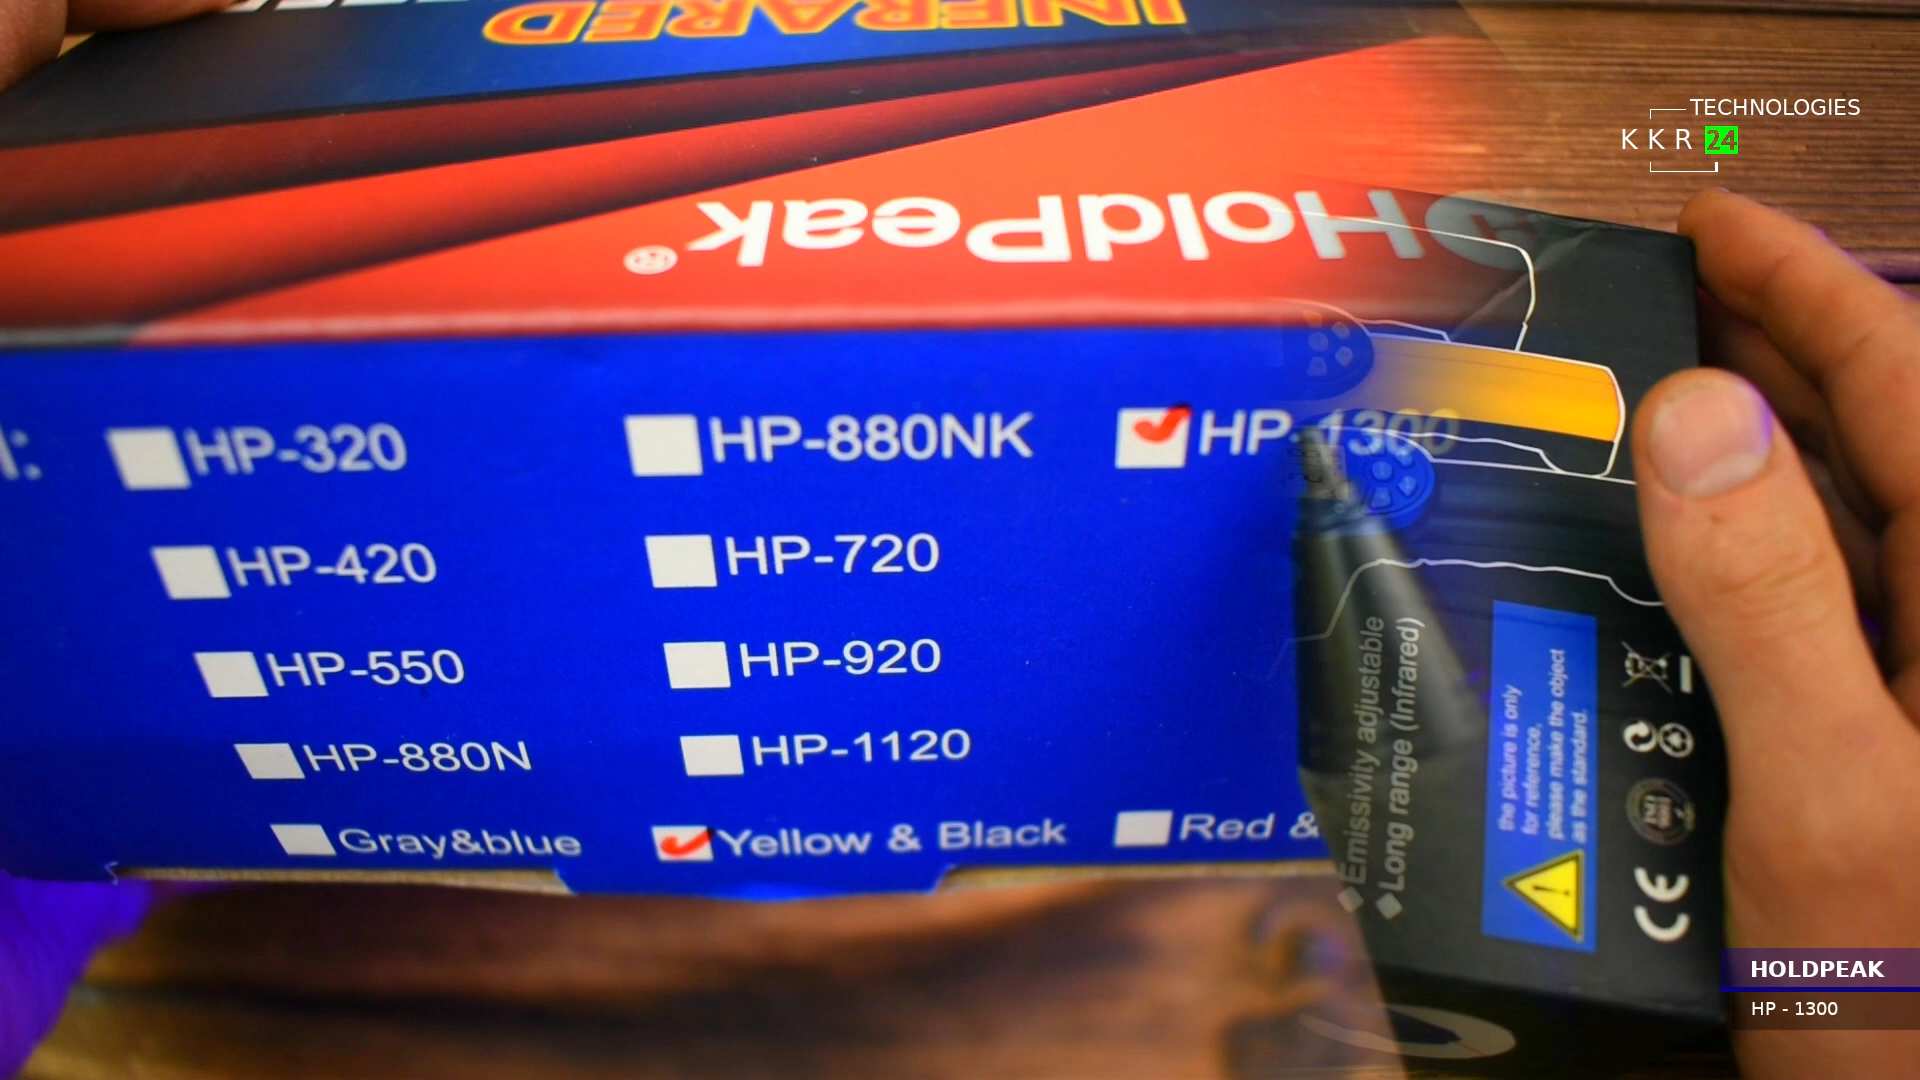 INFRARED
TECHNOLOGIES
KKR 24
HoldPeak®
HP-320
HP-880NK
HP-1300
HP-420
HP-720
HP-550
HP-920
HP-880N
HP-1120
Gray&blue
Yellow & Black
Red &
◆Emissivity adjustable
◆Long range (Infrared)
the picture is only
for reference,
please make the object
as the standard.
CE
HOLDPEAK
HP - 1300